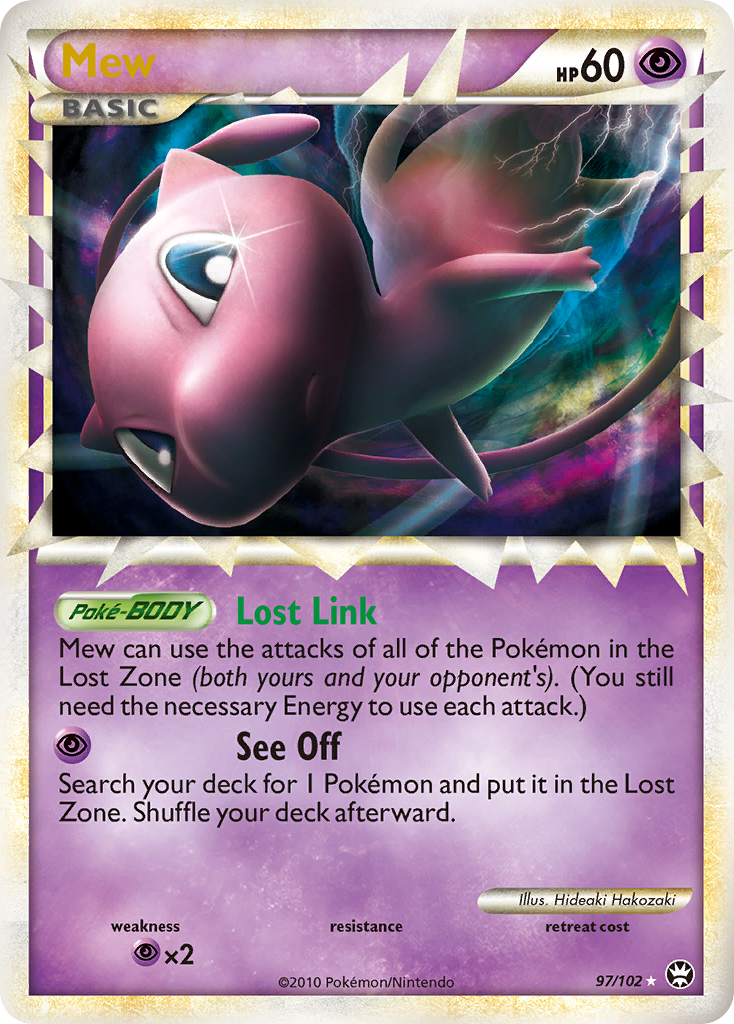 Mew
HP60
BASIC
Poké-BODY Lost Link
Mew can use the attacks of all of the Pokémon in the
Lost Zone (both yours and your opponent's). (You still
need the necessary Energy to use each attack.)
See Off
Search your deck for 1 Pokémon and put it in the Lost
Zone. Shuffle your deck afterward.
Illus. Hideaki Hakozaki
weakness resistance retreat cost
×2
©2010 Pokémon/Nintendo 97/102 ★